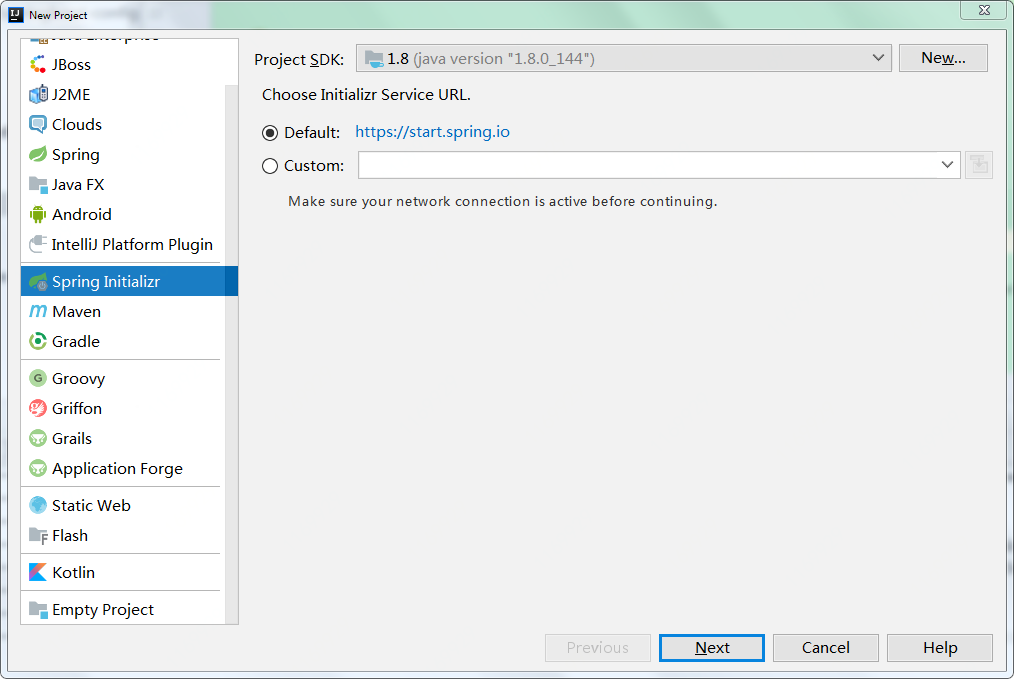 New Project
Java Enterprise
JBoss
J2ME
Clouds
Spring
Java FX
Android
IntelliJ Platform Plugin
Spring Initializr
Maven
Gradle
Groovy
Griffon
Grails
Application Forge
Static Web
Flash
Kotlin
Empty Project
Project SDK: 1.8 (java version "1.8.0_144") New...
Choose Initializr Service URL.
Default: https://start.spring.io
Custom:
Make sure your network connection is active before continuing.
Previous Next Cancel Help